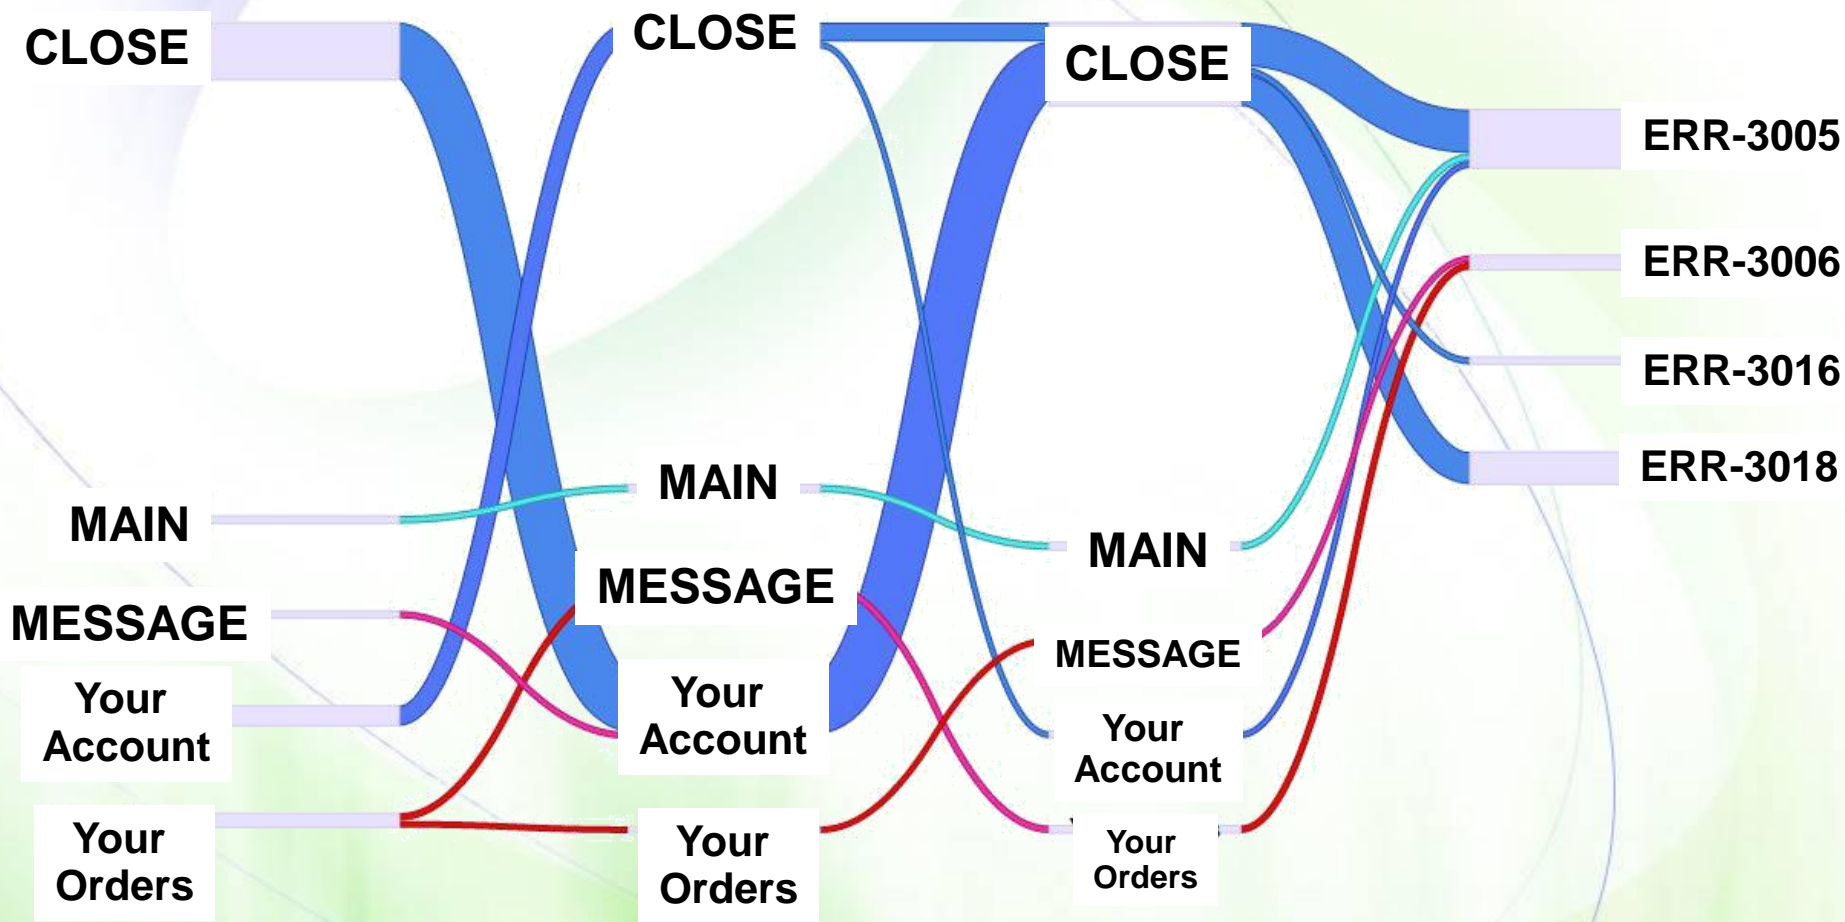 CLOSE
MAIN
MESSAGE
Your
Account
Your
Orders
CLOSE
MAIN
MESSAGE
Your
Account
Your
Orders
CLOSE
MAIN
MESSAGE
Your
Account
Your
Orders
ERR-3005
ERR-3006
ERR-3016
ERR-3018